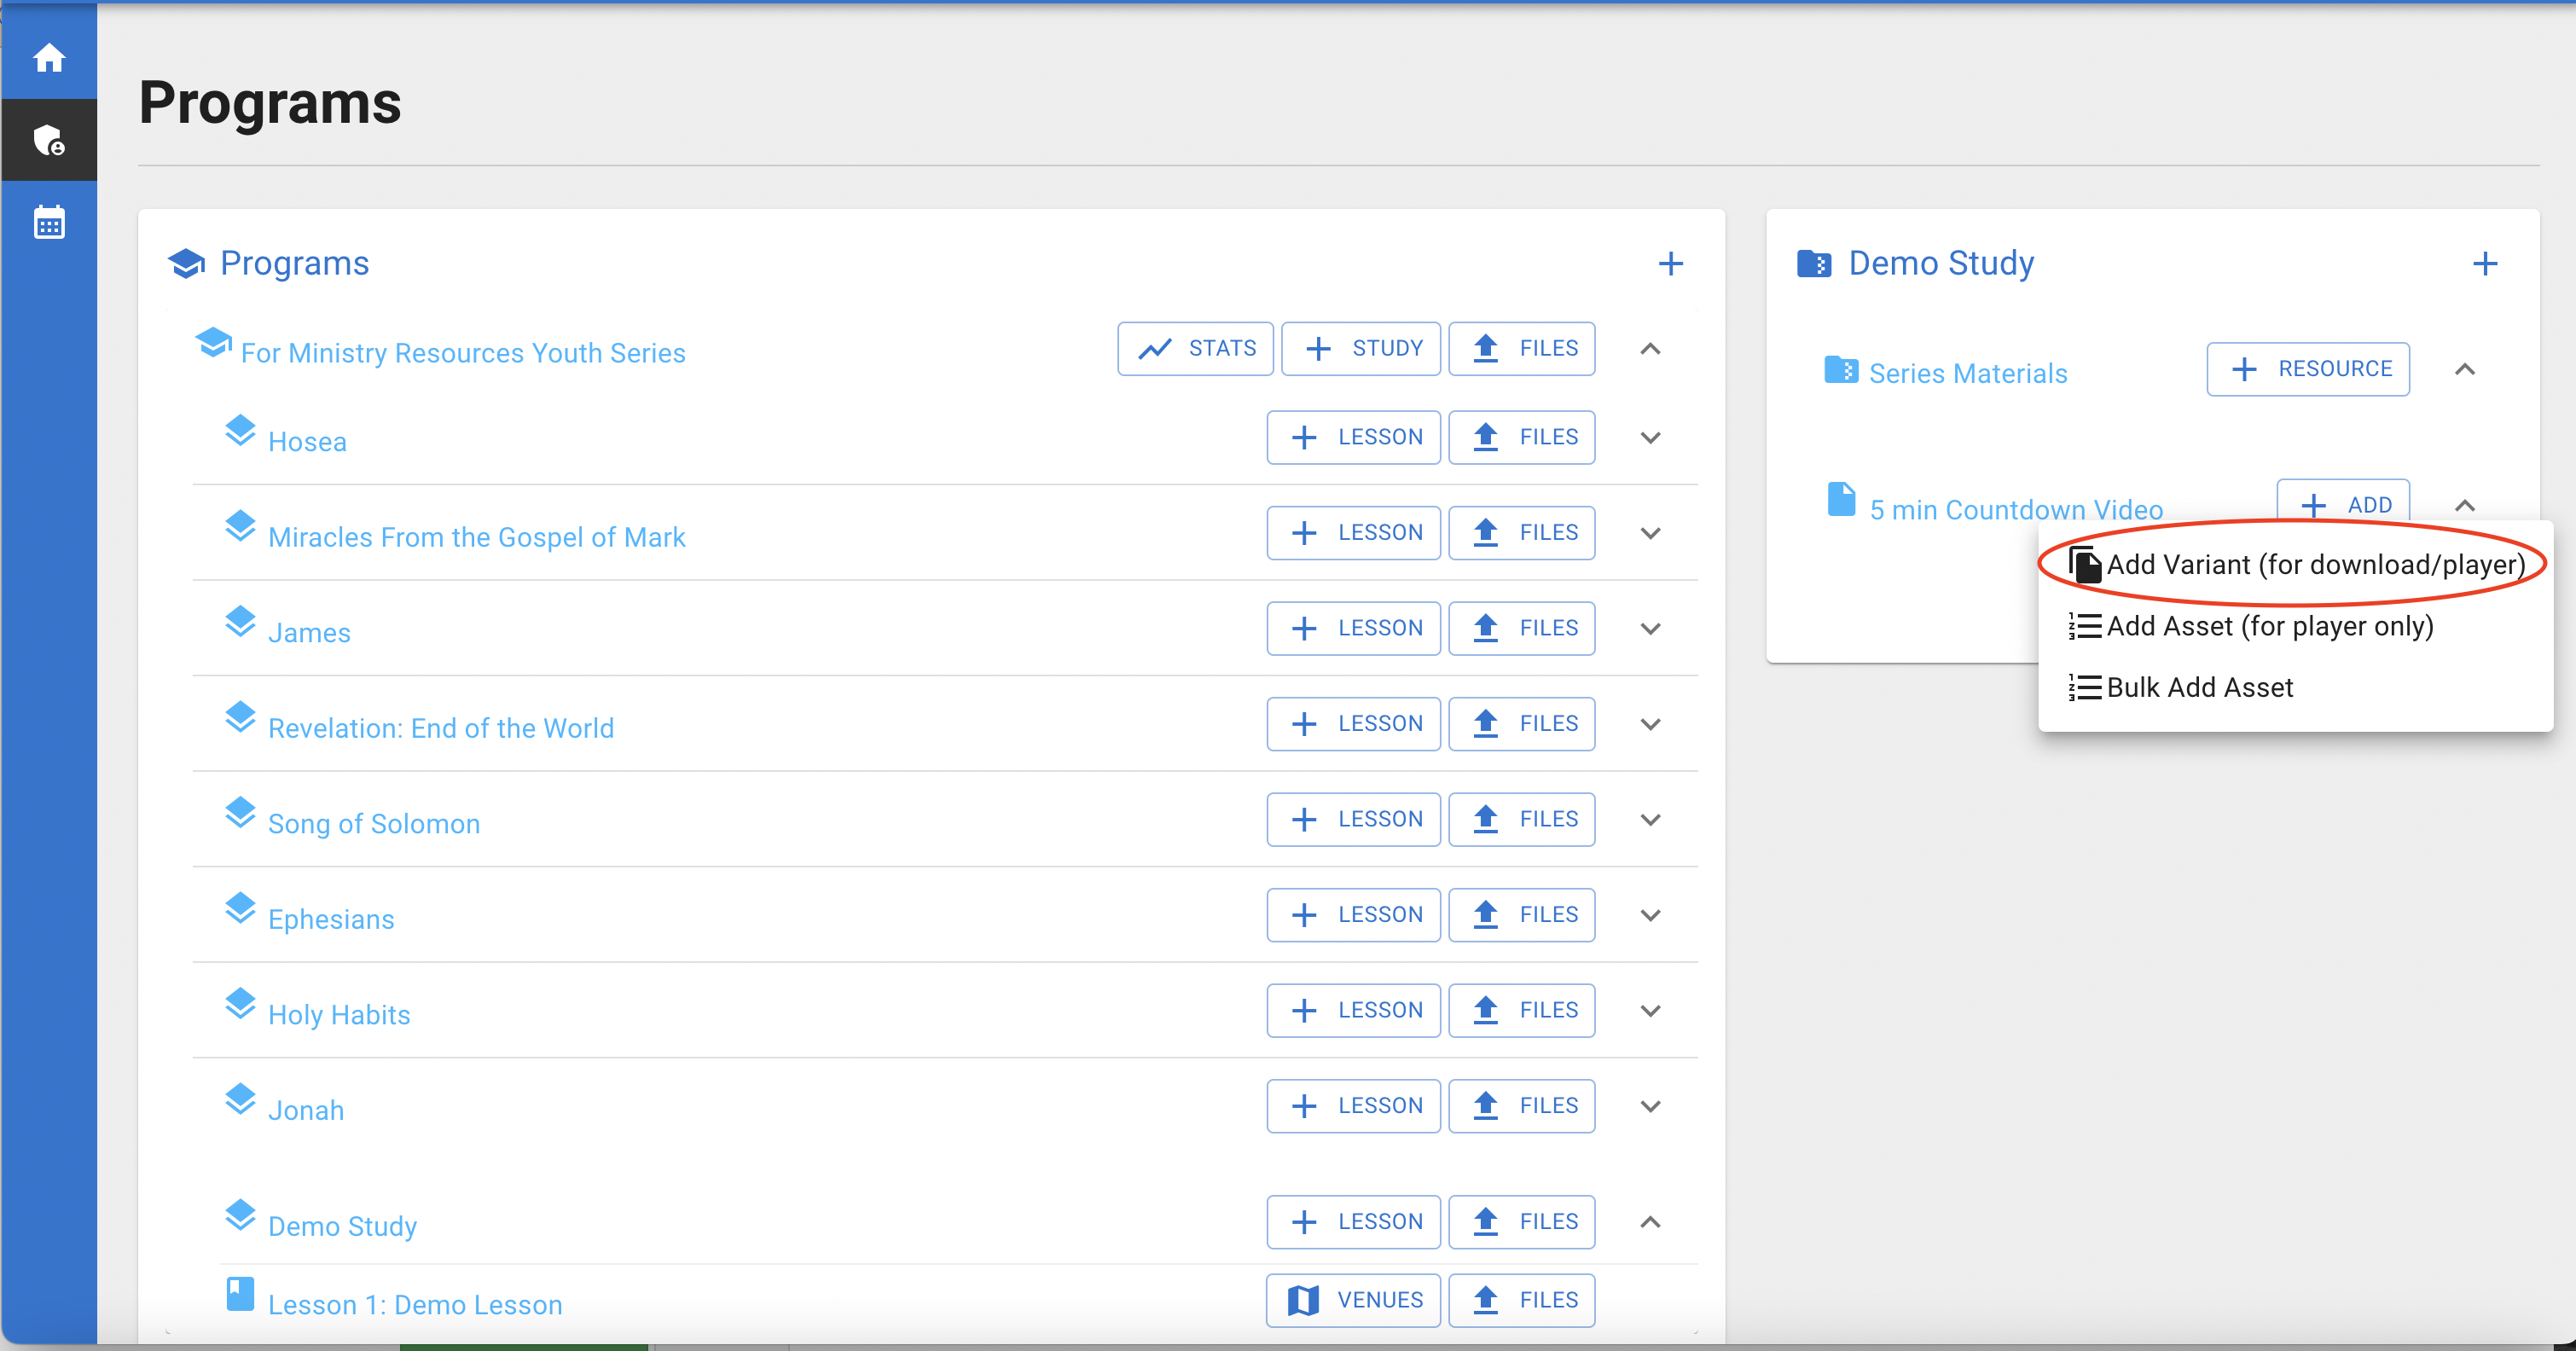 Programs
Programs
For Ministry Resources Youth Series STATS STUDY FILES
Hosea LESSON FILES
Miracles From the Gospel of Mark LESSON FILES
James LESSON FILES
Revelation: End of the World LESSON FILES
Song of Solomon LESSON FILES
Ephesians LESSON FILES
Holy Habits LESSON FILES
Jonah LESSON FILES
Demo Study LESSON FILES
Lesson 1: Demo Lesson VENUES FILES
Demo Study
Series Materials RESOURCE
5 min Countdown Video ADD
Add Variant (for download/player)
Add Asset (for player only)
Bulk Add Asset